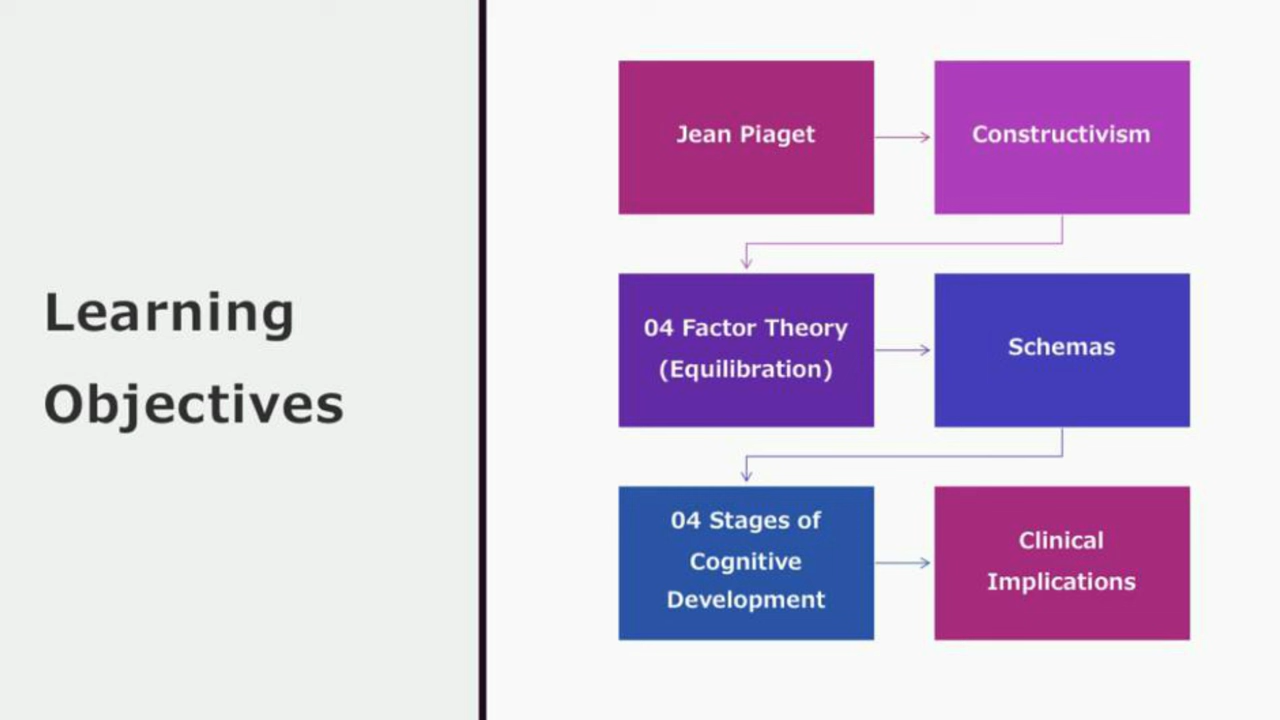 Learning
Objectives
Jean Piaget
Constructivism
04 Factor Theory
(Equilibration)
Schemas
04 Stages of
Cognitive
Development
Clinical
Implications